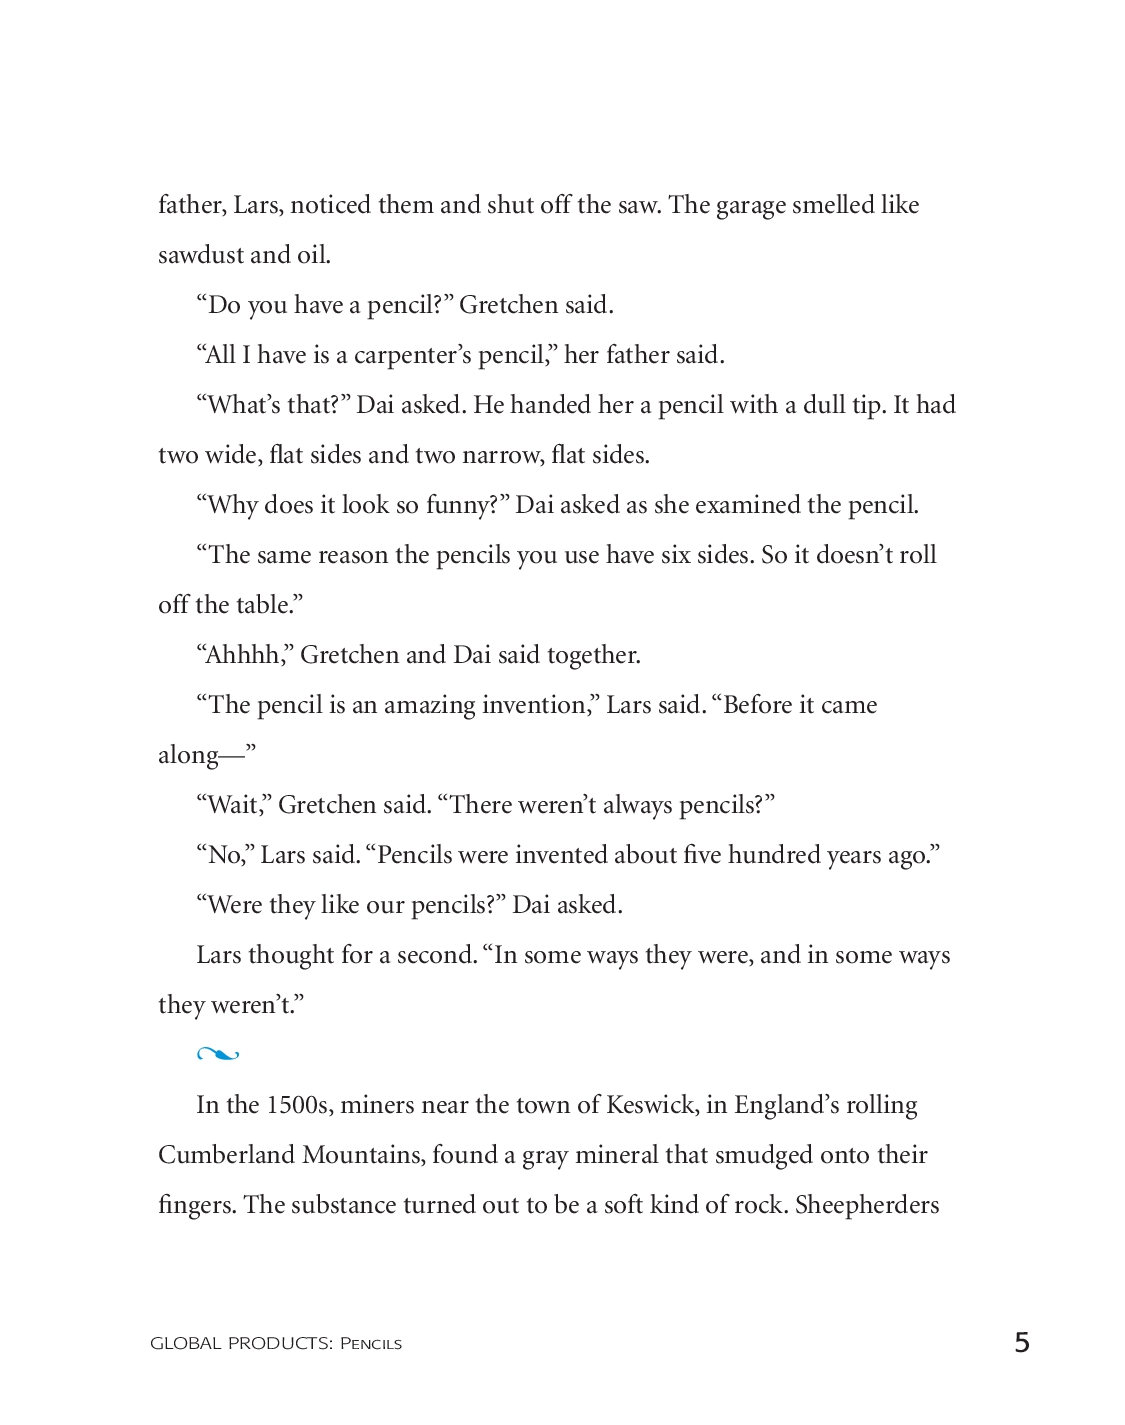 father, Lars, noticed them and shut off the saw. The garage smelled like
sawdust and oil.
“Do you have a pencil?” Gretchen said.
“All I have is a carpenter’s pencil,” her father said.
“What’s that?” Dai asked. He handed her a pencil with a dull tip. It had
two wide, flat sides and two narrow, flat sides.
“Why does it look so funny?” Dai asked as she examined the pencil.
“The same reason the pencils you use have six sides. So it doesn’t roll
off the table.”
“Ahhhh,” Gretchen and Dai said together.
“The pencil is an amazing invention,” Lars said. “Before it came
along—”
“Wait,” Gretchen said. “There weren’t always pencils?”
“No,” Lars said. “Pencils were invented about five hundred years ago.”
“Were they like our pencils?” Dai asked.
Lars thought for a second. “In some ways they were, and in some ways
they weren’t.”
In the 1500s, miners near the town of Keswick, in England’s rolling
Cumberland Mountains, found a gray mineral that smudged onto their
fingers. The substance turned out to be a soft kind of rock. Sheepherders
GLOBAL PRODUCTS: PENCILS 5